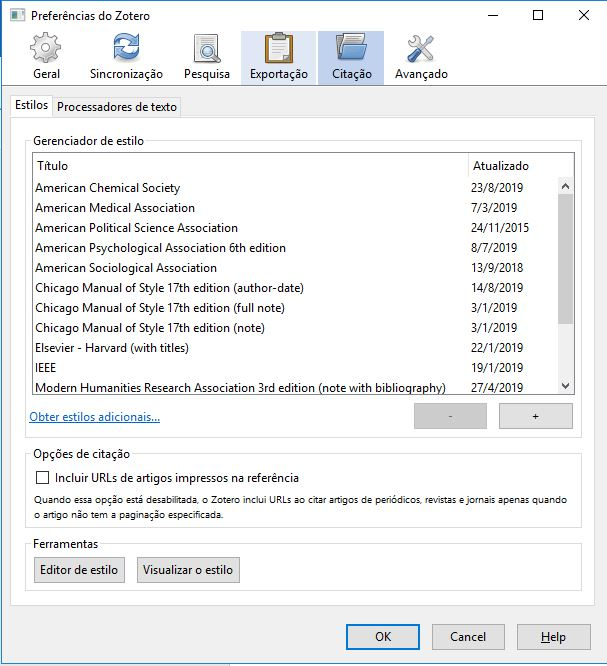 Preferências do Zotero
Geral
Sincronização
Pesquisa
Exportação
Citação
Avançado
Estilos
Processadores de texto
Gerenciador de estilo
Título Atualizado
American Chemical Society 23/8/2019
American Medical Association 7/3/2019
American Political Science Association 24/11/2015
American Psychological Association 6th edition 8/7/2019
American Sociological Association 13/9/2018
Chicago Manual of Style 17th edition (author-date) 14/8/2019
Chicago Manual of Style 17th edition (full note) 3/1/2019
Chicago Manual of Style 17th edition (note) 3/1/2019
Elsevier - Harvard (with titles) 22/1/2019
IEEE 19/1/2019
Modern Humanities Research Association 3rd edition (note with bibliography) 27/4/2019
Obter estilos adicionais... - +
Opções de citação
Incluir URLs de artigos impressos na referência
Quando essa opção está desabilitada, o Zotero inclui URLs ao citar artigos de periódicos, revistas e jornais apenas quando
o artigo não tem a paginação especificada.
Ferramentas
Editor de estilo Visualizar o estilo
OK Cancel Help